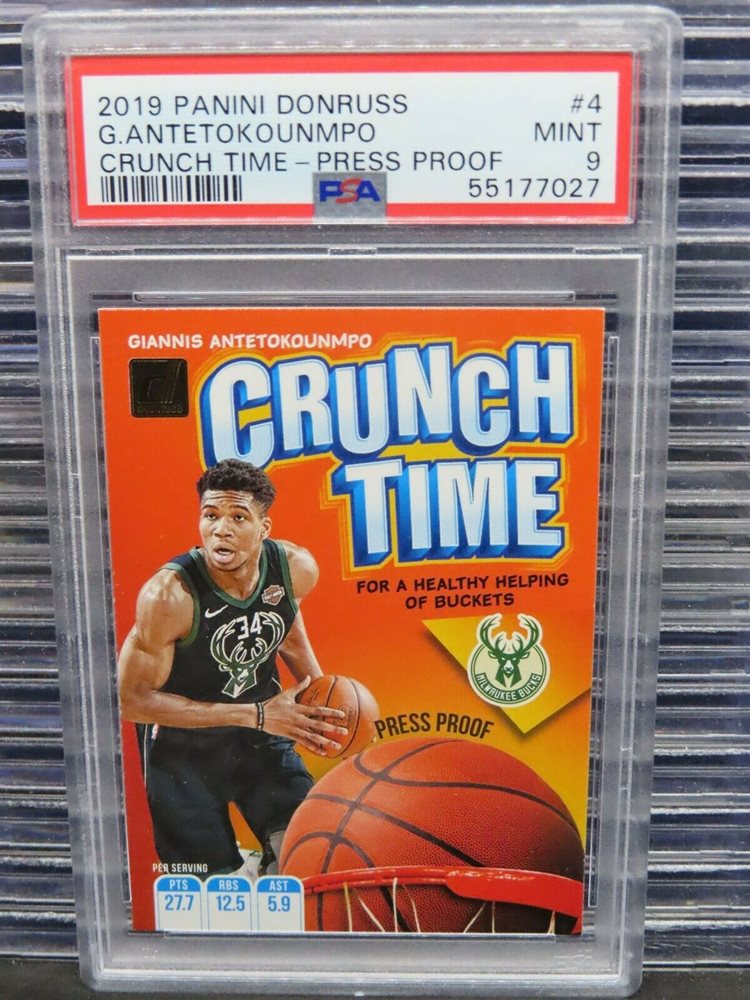 2019 PANINI DONRUSS #4
G.ANTETOKOUNMPO MINT
CRUNCH TIME – PRESS PROOF 9
PSA 55177027
GIANNIS ANTETOKOUNMPO
DONRUSS
CRUNCH
TIME
FOR A HEALTHY HELPING
OF BUCKETS
34
MILWAUKEE BUCKS
PRESS PROOF
PER SERVING
PTS RBS AST
27.7 12.5 5.9